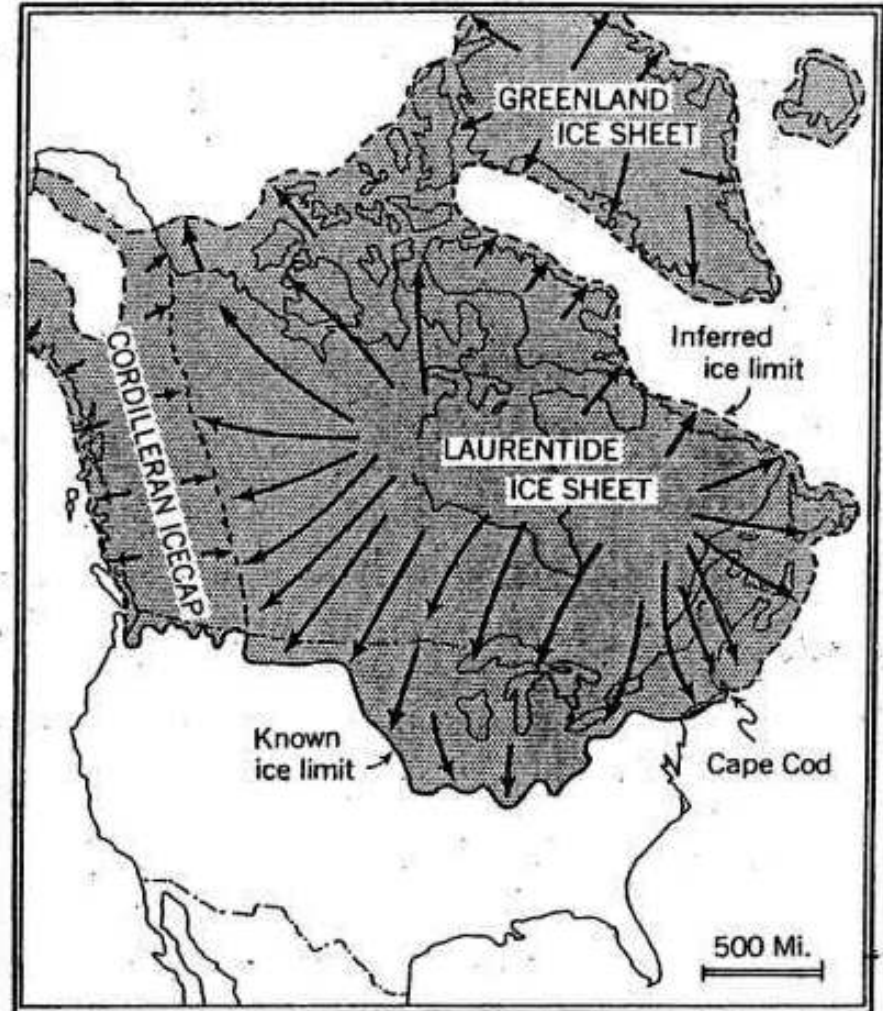 GREENLAND
ICE SHEET
Inferred
ice limit
CORDILLERAN ICECAP
LAURENTIDE
ICE SHEET
Known
ice limit
Cape Cod
500 Mi.